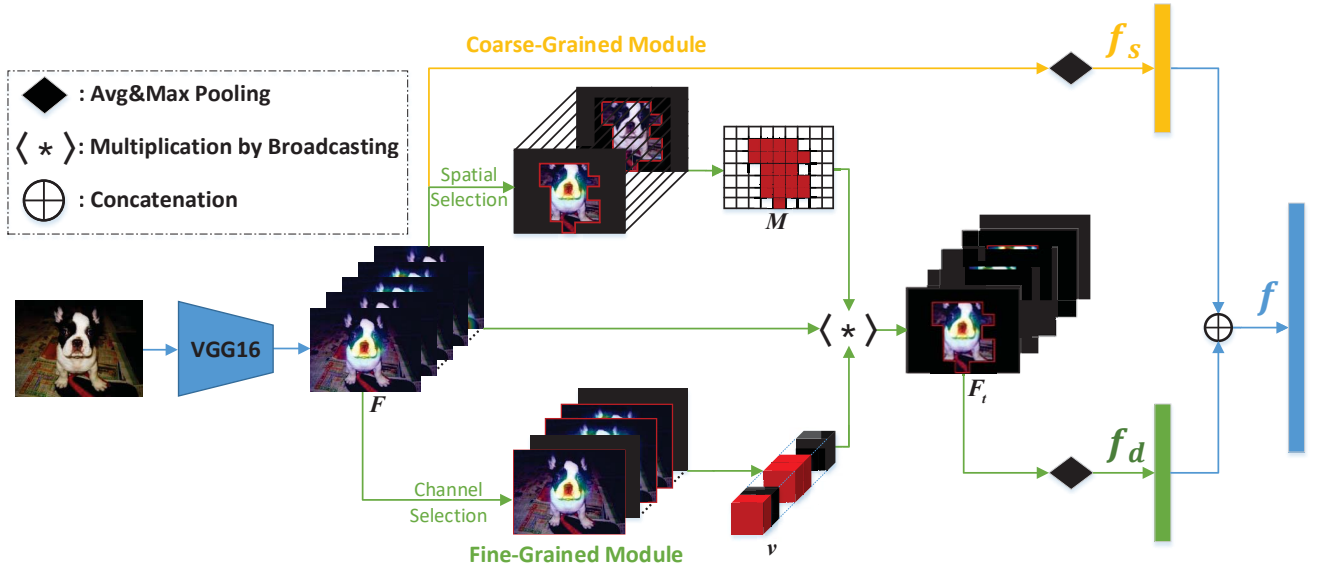 Coarse-Grained Module
f_s
: Avg&Max Pooling
⟨ * ⟩: Multiplication by Broadcasting
: Concatenation
Spatial
Selection
M
VGG16
F
⟨ * ⟩
F_t
f
Channel
Selection
v
f_d
Fine-Grained Module